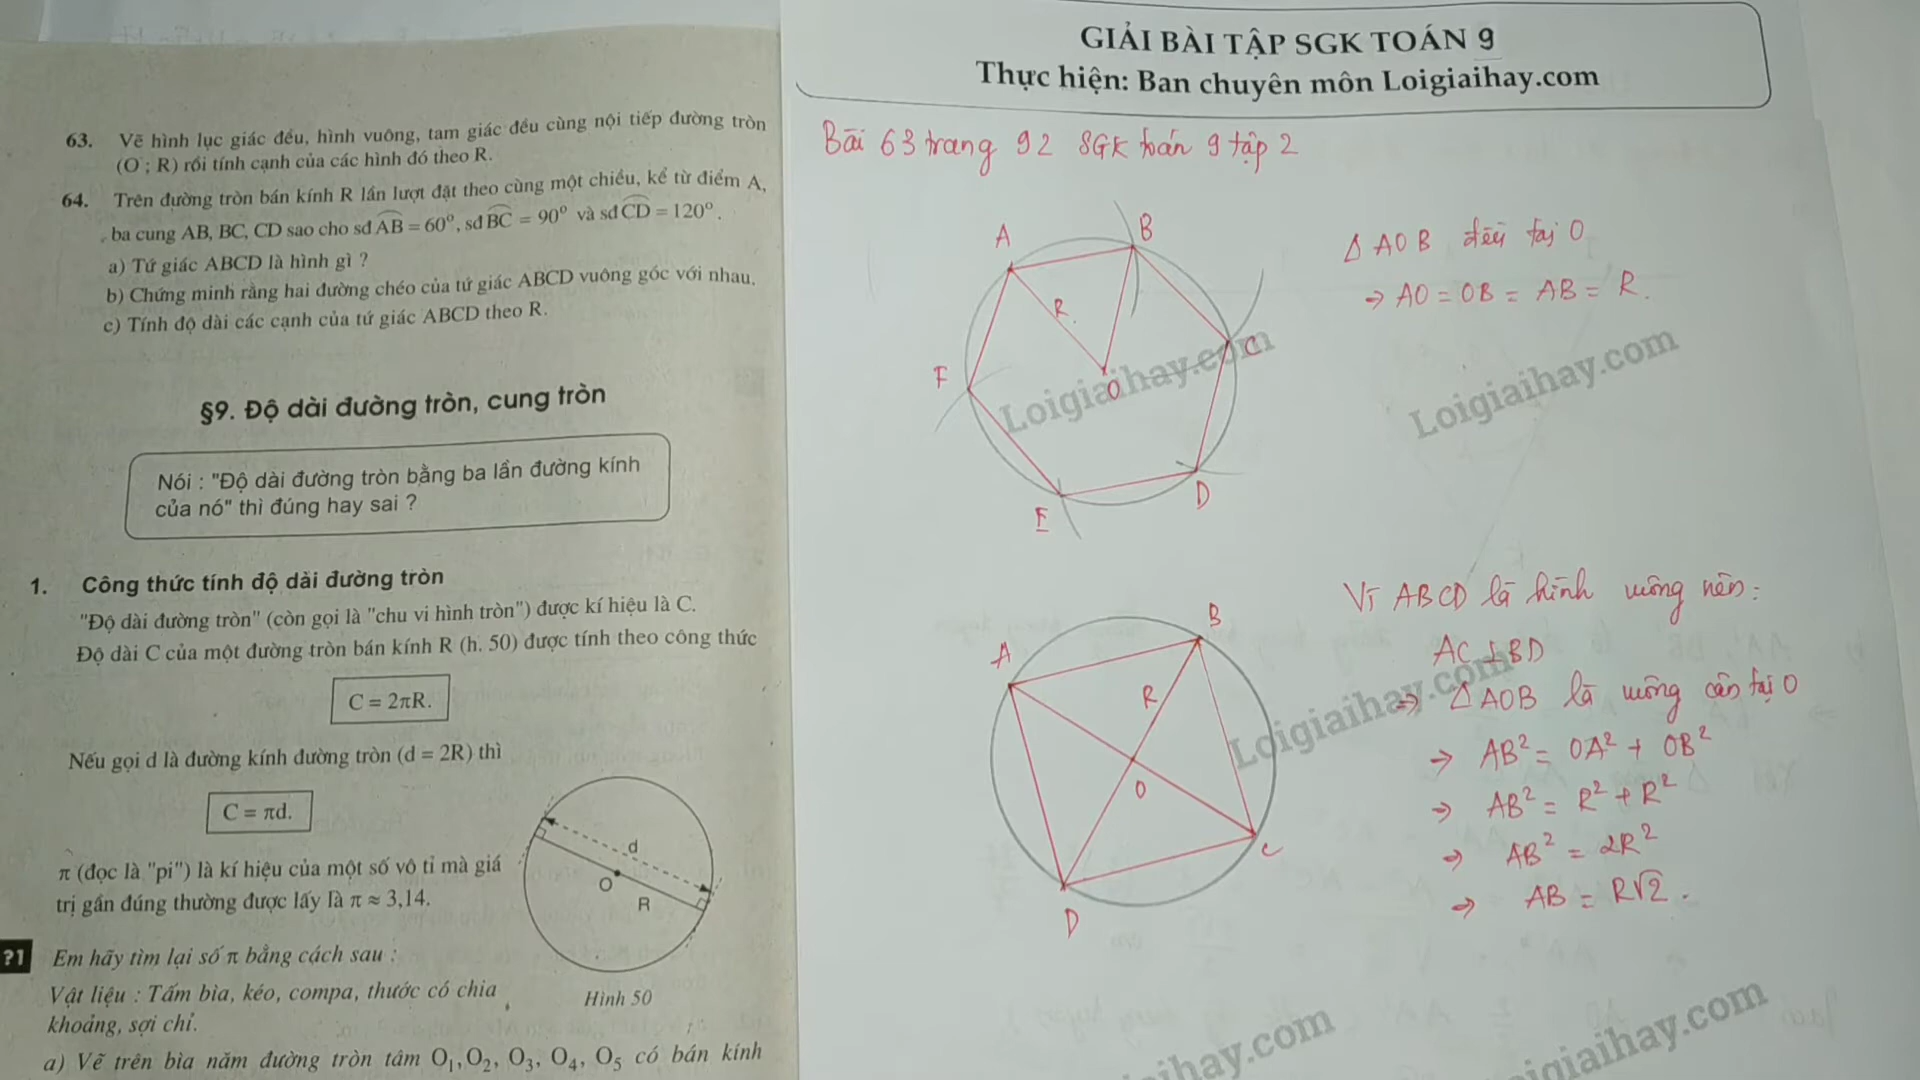 63. Vẽ hình lục giác đều, hình vuông, tam giác đều cùng nội tiếp đường tròn
(O ; R) rồi tính cạnh của các hình đó theo R.
64. Trên đường tròn bán kính R lần lượt đặt theo cùng một chiều, kể từ điểm A,
ba cung AB, BC, CD sao cho sđ AB = 60°, sđ BC = 90° và sđ CD = 120°.
a) Tứ giác ABCD là hình gì ?
b) Chứng minh rằng hai đường chéo của tứ giác ABCD vuông góc với nhau.
c) Tính độ dài các cạnh của tứ giác ABCD theo R.
§9. Độ dài đường tròn, cung tròn
Nói : "Độ dài đường tròn bằng ba lần đường kính
của nó" thì đúng hay sai ?
1. Công thức tính độ dài đường tròn
"Độ dài đường tròn" (còn gọi là "chu vi hình tròn") được kí hiệu là C.
Độ dài C của một đường tròn bán kính R (h. 50) được tính theo công thức
C = 2πR.
Nếu gọi d là đường kính đường tròn (d = 2R) thì
C = πd.
π (đọc là "pi") là kí hiệu của một số vô tỉ mà giá
trị gần đúng thường được lấy là π ≈ 3,14.
d
O
R
Hình 50
?1 Em hãy tìm lại số π bằng cách sau :
Vật liệu : Tấm bìa, kéo, compa, thước có chia
khoảng, sợi chỉ.
a) Vẽ trên bìa năm đường tròn tâm O₁, O₂, O₃, O₄, O₅ có bán kính
GIẢI BÀI TẬP SGK TOÁN 9
Thực hiện: Ban chuyên môn Loigiaihay.com
Bài 63 trang 92 SGK toán 9 tập 2
A
B
R
C
F
O
D
E
Δ AOB đều tại O
→ AO = OB = AB = R.
Loigiaihay.com
Loigiaihay.com
A
B
R
O
C
D
Vì ABCD là hình vuông nên:
AC ⊥ BD
⇒ Δ AOB là vuông cân tại O
→ AB² = OA² + OB²
→ AB² = R² + R²
→ AB² = 2R²
→ AB = R√2.
Loigiaihay.com
Loigiaihay.com
Loigiaihay.com